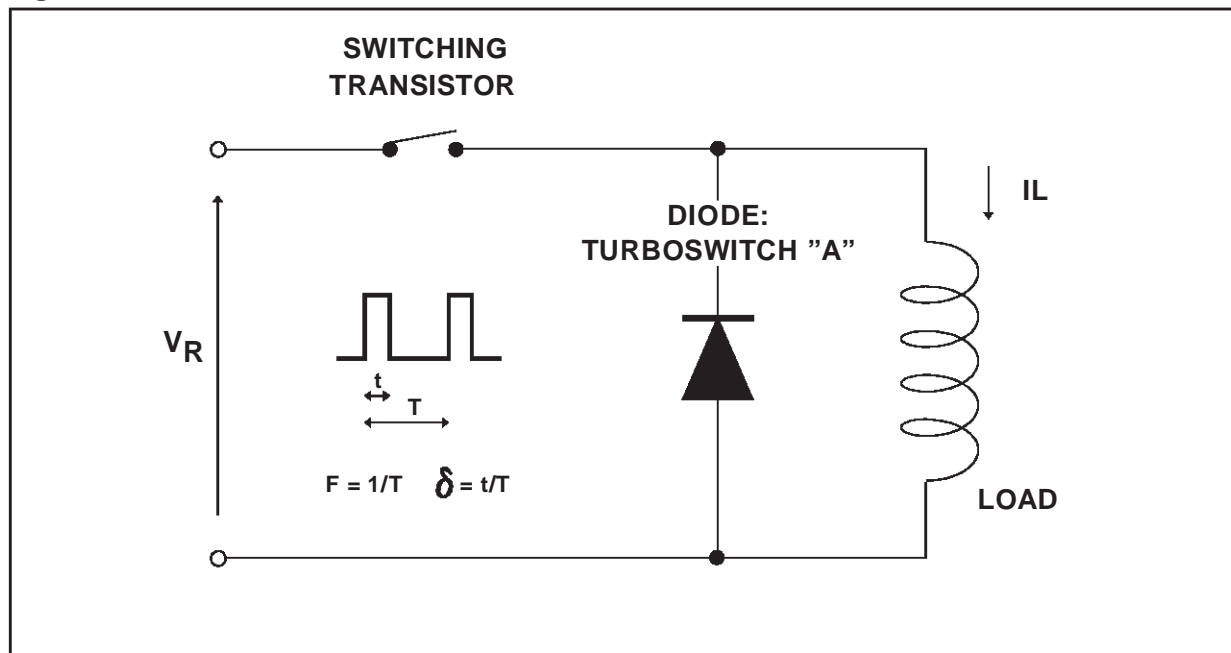 SWITCHING
TRANSISTOR
IL
DIODE:
TURBOSWITCH ”A”
VR
t
T
F = 1/T δ = t/T
LOAD